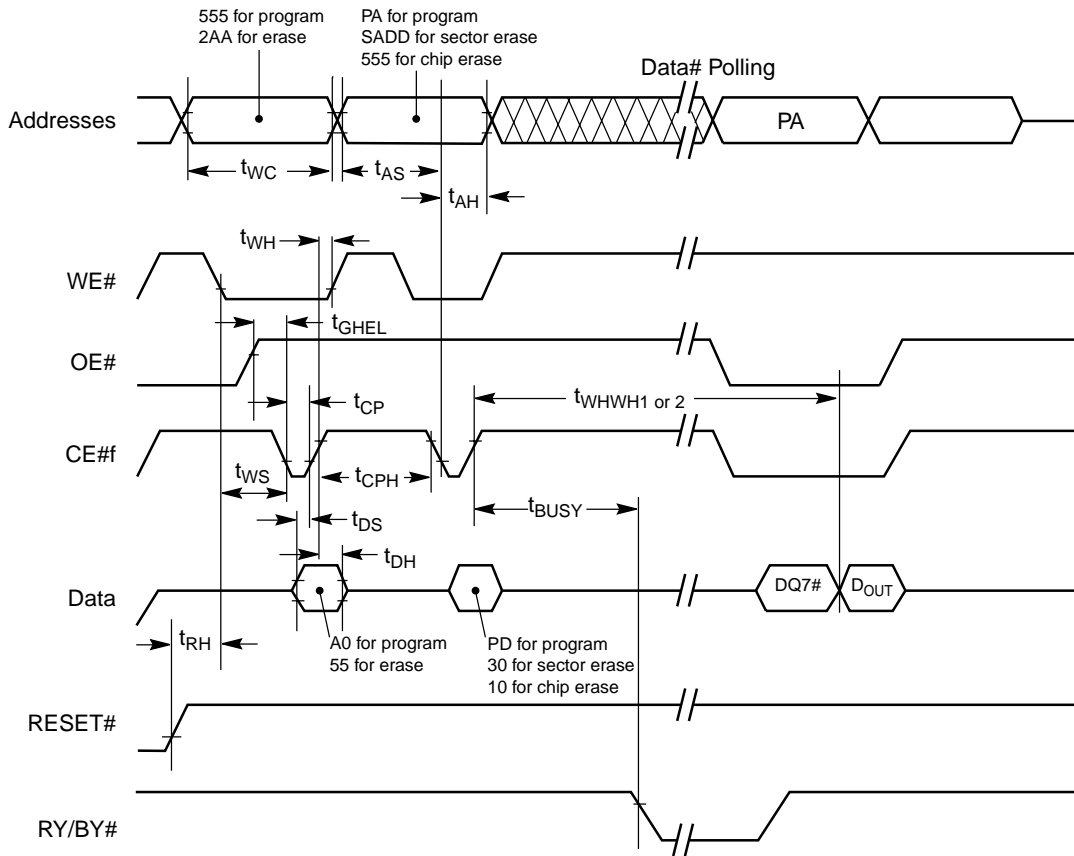 555 for program
2AA for erase
PA for program
SADD for sector erase
555 for chip erase
Data# Polling
Addresses
PA
tWC
tAS
tAH
tWH
WE#
tGHEL
OE#
tWHWH1 or 2
tCP
CE#f
tWS
tCPH
tBUSY
tDS
tDH
Data
DQ7#
DOUT
tRH
A0 for program
55 for erase
PD for program
30 for sector erase
10 for chip erase
RESET#
RY/BY#